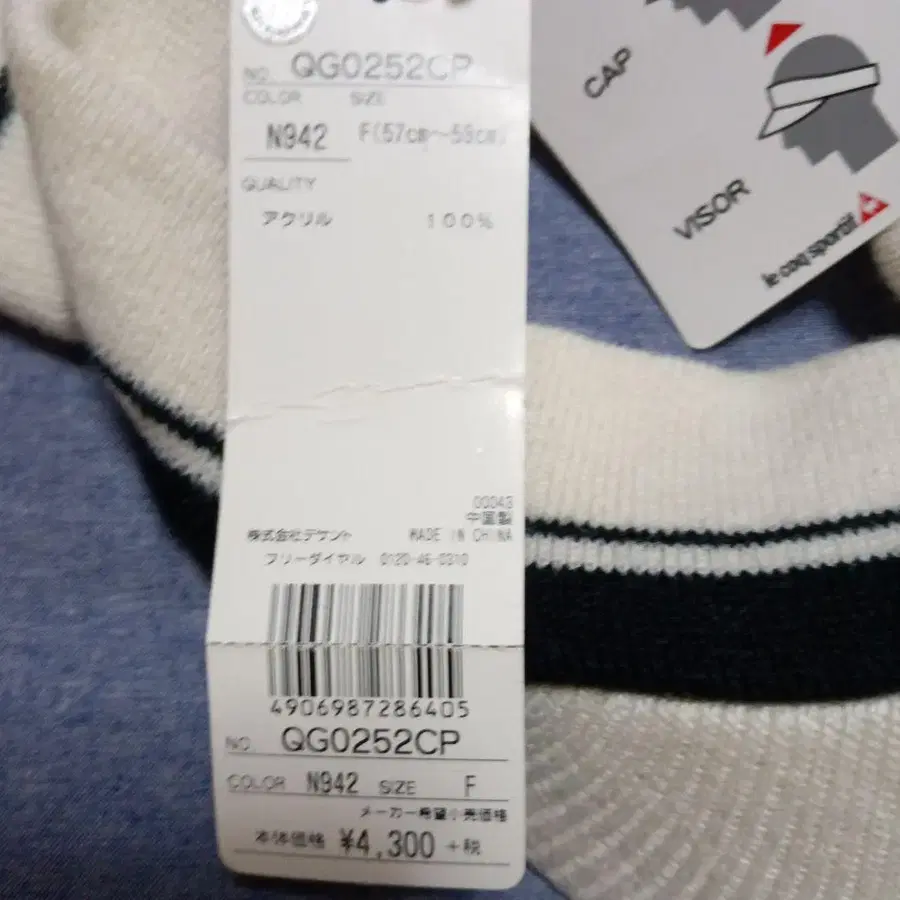 NO. QG0252CP
COLOR SIZE
N942 F(57cm〜59cm)
QUALITY
アクリル 100%
00043
中国製
株式会社デサント MADE IN CHINA
フリーダイヤル 0120-46-0310
4906987286405
NO. QG0252CP
COLOR N942 SIZE F
メーカー希望小売価格
本体価格 ¥4,300 +税
CAP
VISOR
le coq sportif